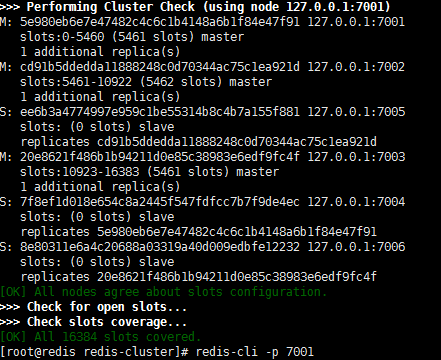 >>> Performing Cluster Check (using node 127.0.0.1:7001)
M: 5e980eb6e7e47482c4c6c1b4148a6b1f84e47f91 127.0.0.1:7001
   slots:0-5460 (5461 slots) master
   1 additional replica(s)
M: cd91b5ddedda11888248c0d70344ac75c1ea921d 127.0.0.1:7002
   slots:5461-10922 (5462 slots) master
   1 additional replica(s)
S: ee6b3a4774997e959c1be55314b8c4b7a155f881 127.0.0.1:7005
   slots: (0 slots) slave
   replicates cd91b5ddedda11888248c0d70344ac75c1ea921d
M: 20e8621f486b1b94211d0e85c38983e6edf9fc4f 127.0.0.1:7003
   slots:10923-16383 (5461 slots) master
   1 additional replica(s)
S: 7f8ef1d018e654c8a2445f547fdfcc7b7f9de4ec 127.0.0.1:7004
   slots: (0 slots) slave
   replicates 5e980eb6e7e47482c4c6c1b4148a6b1f84e47f91
S: 8e80311e6a4c20688a03319a40d009edbfe12232 127.0.0.1:7006
   slots: (0 slots) slave
   replicates 20e8621f486b1b94211d0e85c38983e6edf9fc4f
[OK] All nodes agree about slots configuration.
>>> Check for open slots...
>>> Check slots coverage...
[OK] All 16384 slots covered.
[root@redis redis-cluster]# redis-cli -p 7001